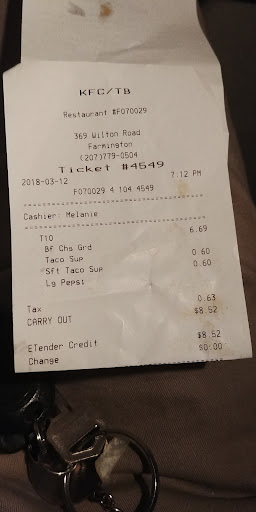 KFC/TB
Restaurant #F070029
369 Wilton Road
Farmington
(207)779-0504
Ticket #4549
2018-03-12 7:12 PM
F070029 4 104 4549
Cashier: Melanie
T10 6.69
Bf Chs Grd
Taco Sup 0.60
Sft Taco Sup 0.60
Lg Pepsi
Tax 0.63
CARRY OUT $8.52
ETender Credit $8.52
Change $0.00